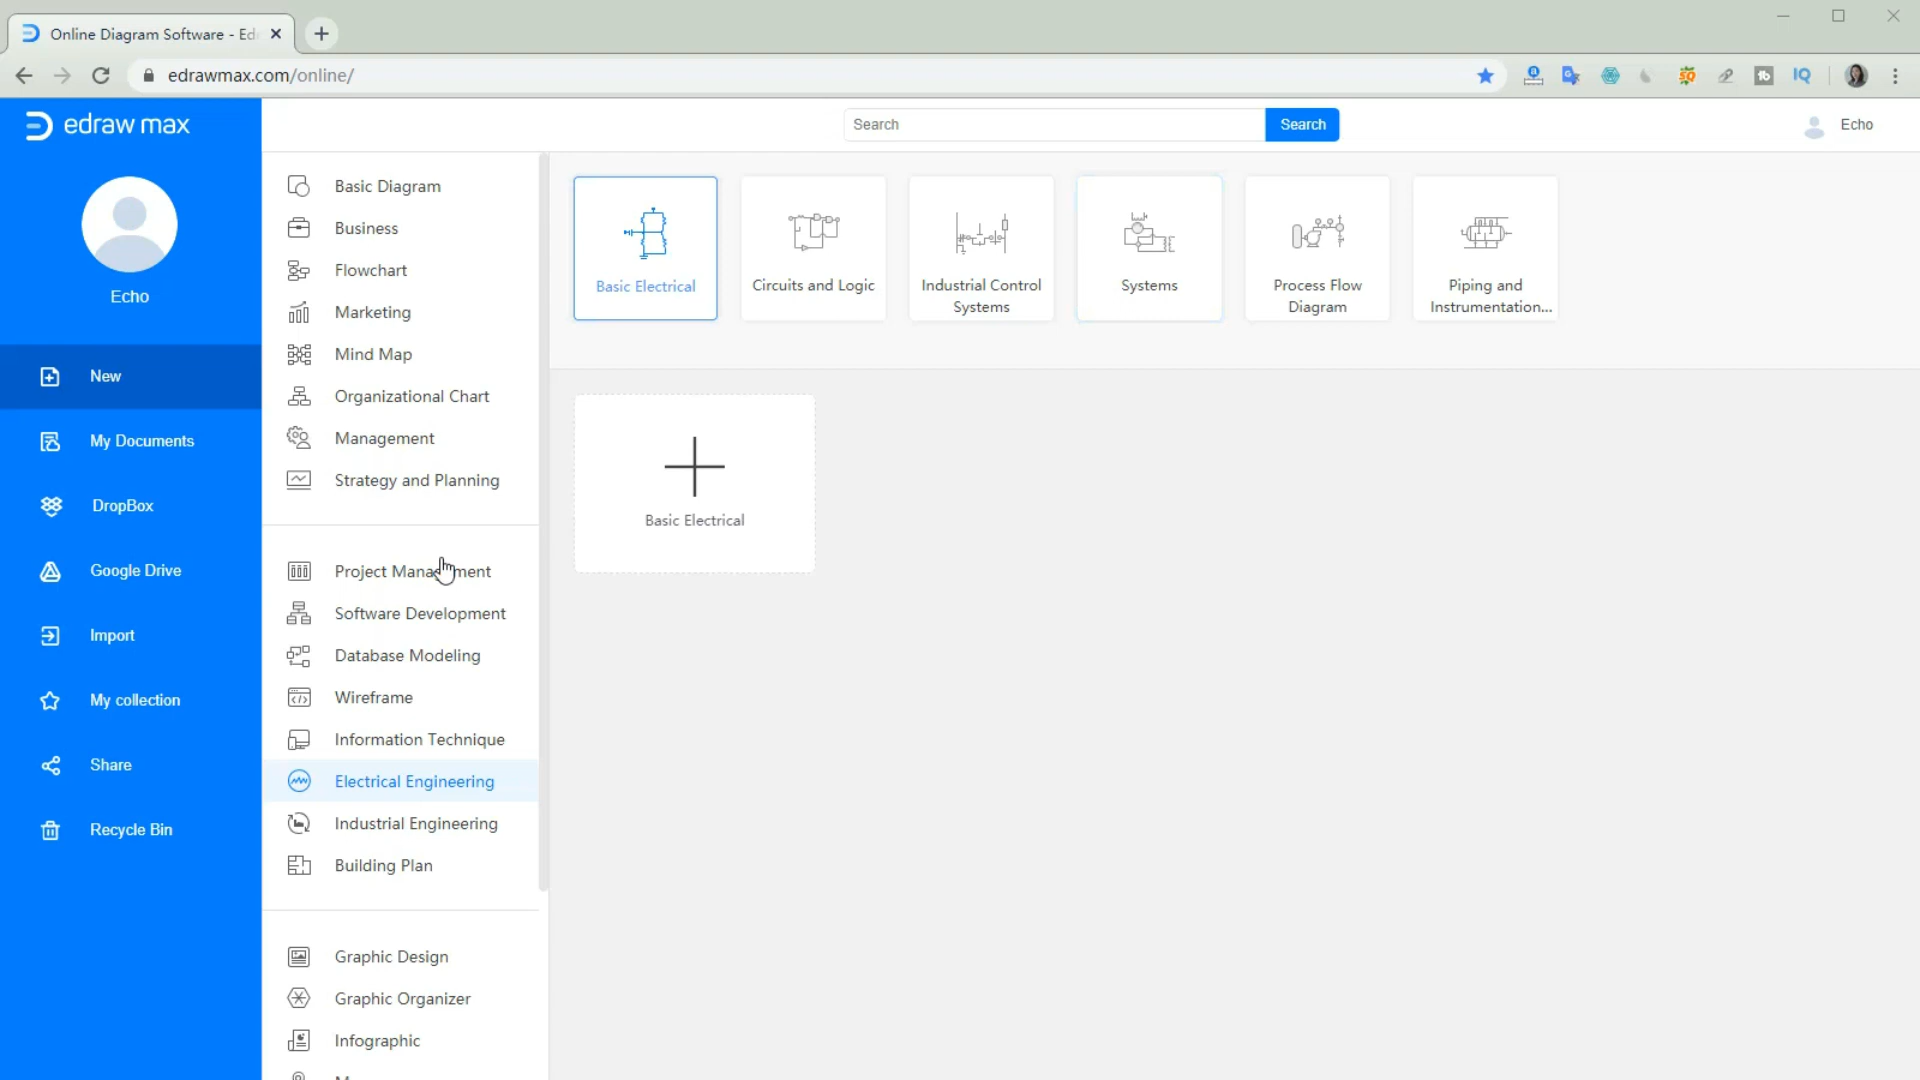 Online Diagram Software - Ed
edrawmax.com/online/
edraw max
Search
Search
Echo
Echo
New
My Documents
DropBox
Google Drive
Import
My collection
Share
Recycle Bin
Basic Diagram
Business
Flowchart
Marketing
Mind Map
Organizational Chart
Management
Strategy and Planning
Project Management
Software Development
Database Modeling
Wireframe
Information Technique
Electrical Engineering
Industrial Engineering
Building Plan
Graphic Design
Graphic Organizer
Infographic
Basic Electrical
Circuits and Logic
Industrial Control
Systems
Systems
Process Flow
Diagram
Piping and
Instrumentation...
Basic Electrical